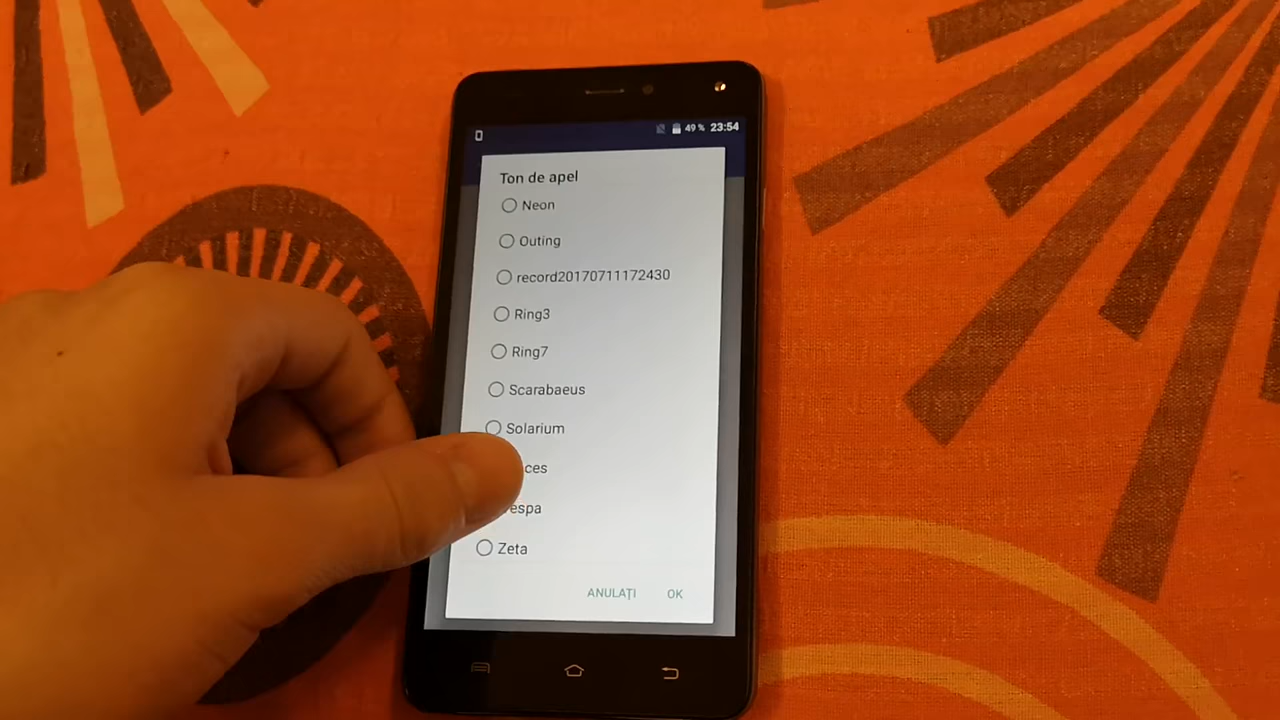 49 % 23:54
Ton de apel
Neon
Outing
record20170711172430
Ring3
Ring7
Scarabaeus
Solarium
Zeta
ANULAȚI OK